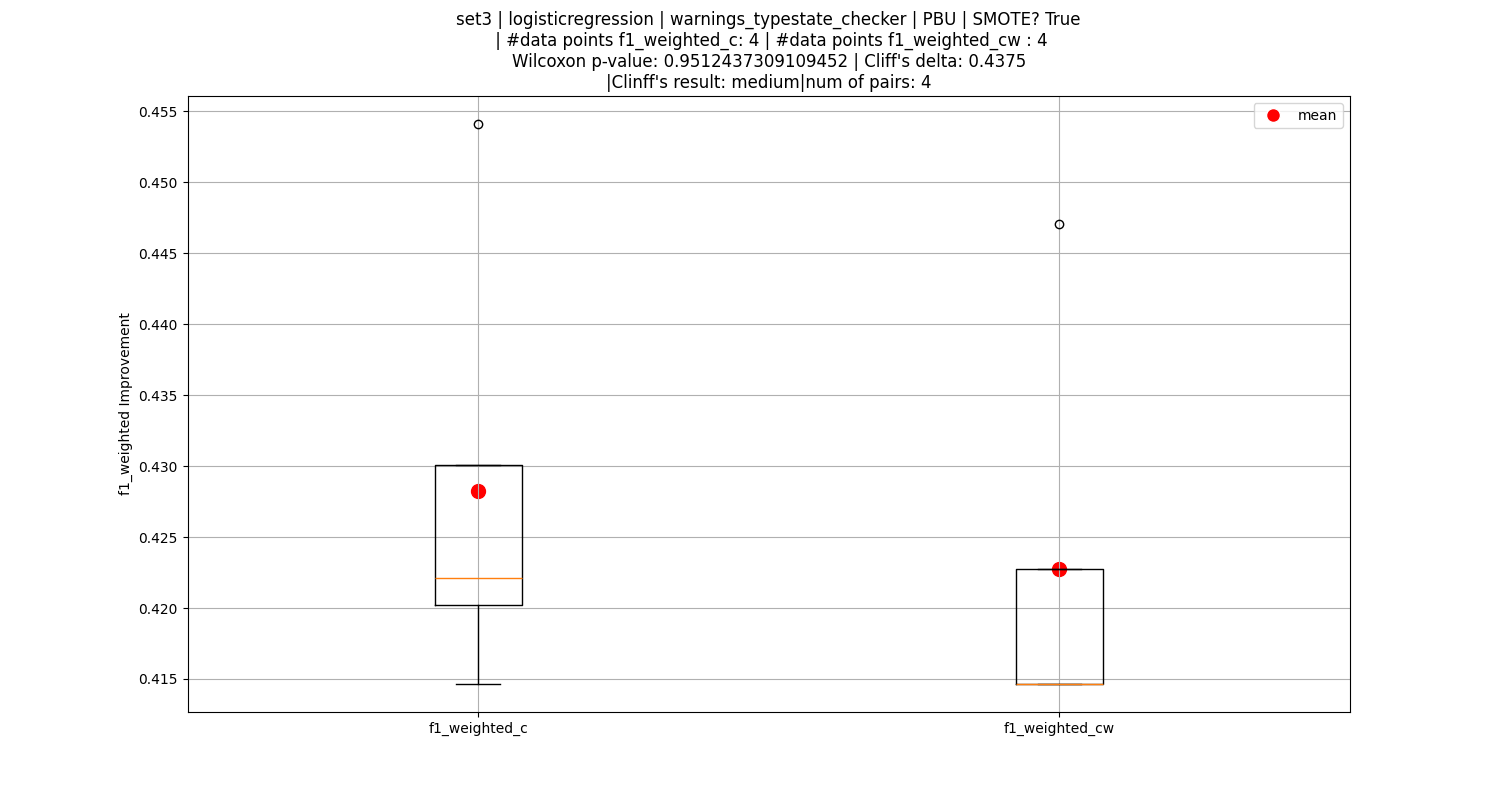 set3 | logisticregression | warnings_typestate_checker | PBU | SMOTE? True
| #data points f1_weighted_c: 4 | #data points f1_weighted_cw : 4
Wilcoxon p-value: 0.9512437309109452 | Cliff's delta: 0.4375
|Clinff's result: medium|num of pairs: 4
mean
0.455
0.450
0.445
0.440
0.435
0.430
0.425
0.420
0.415
f1_weighted Improvement
f1_weighted_c
f1_weighted_cw